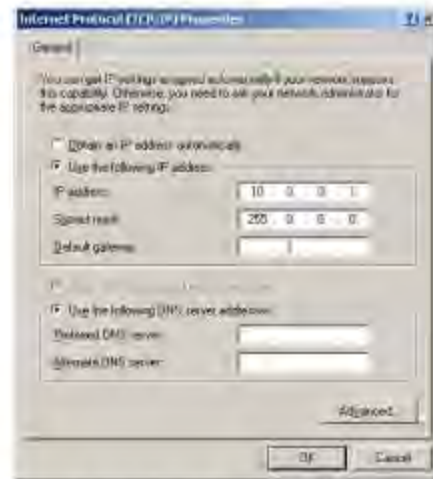 Internet Protocol (TCP/IP) Properties
General
You can get IP settings assigned automatically if your network supports
this capability. Otherwise, you need to ask your network administrator for
the appropriate IP settings.
Obtain an IP address automatically
Use the following IP address:
IP address: 10 . 0 . 0 . 1
Subnet mask: 255 . 0 . 0 . 0
Default gateway:
Use the following DNS server addresses:
Preferred DNS server:
Alternate DNS server:
Advanced...
OK Cancel